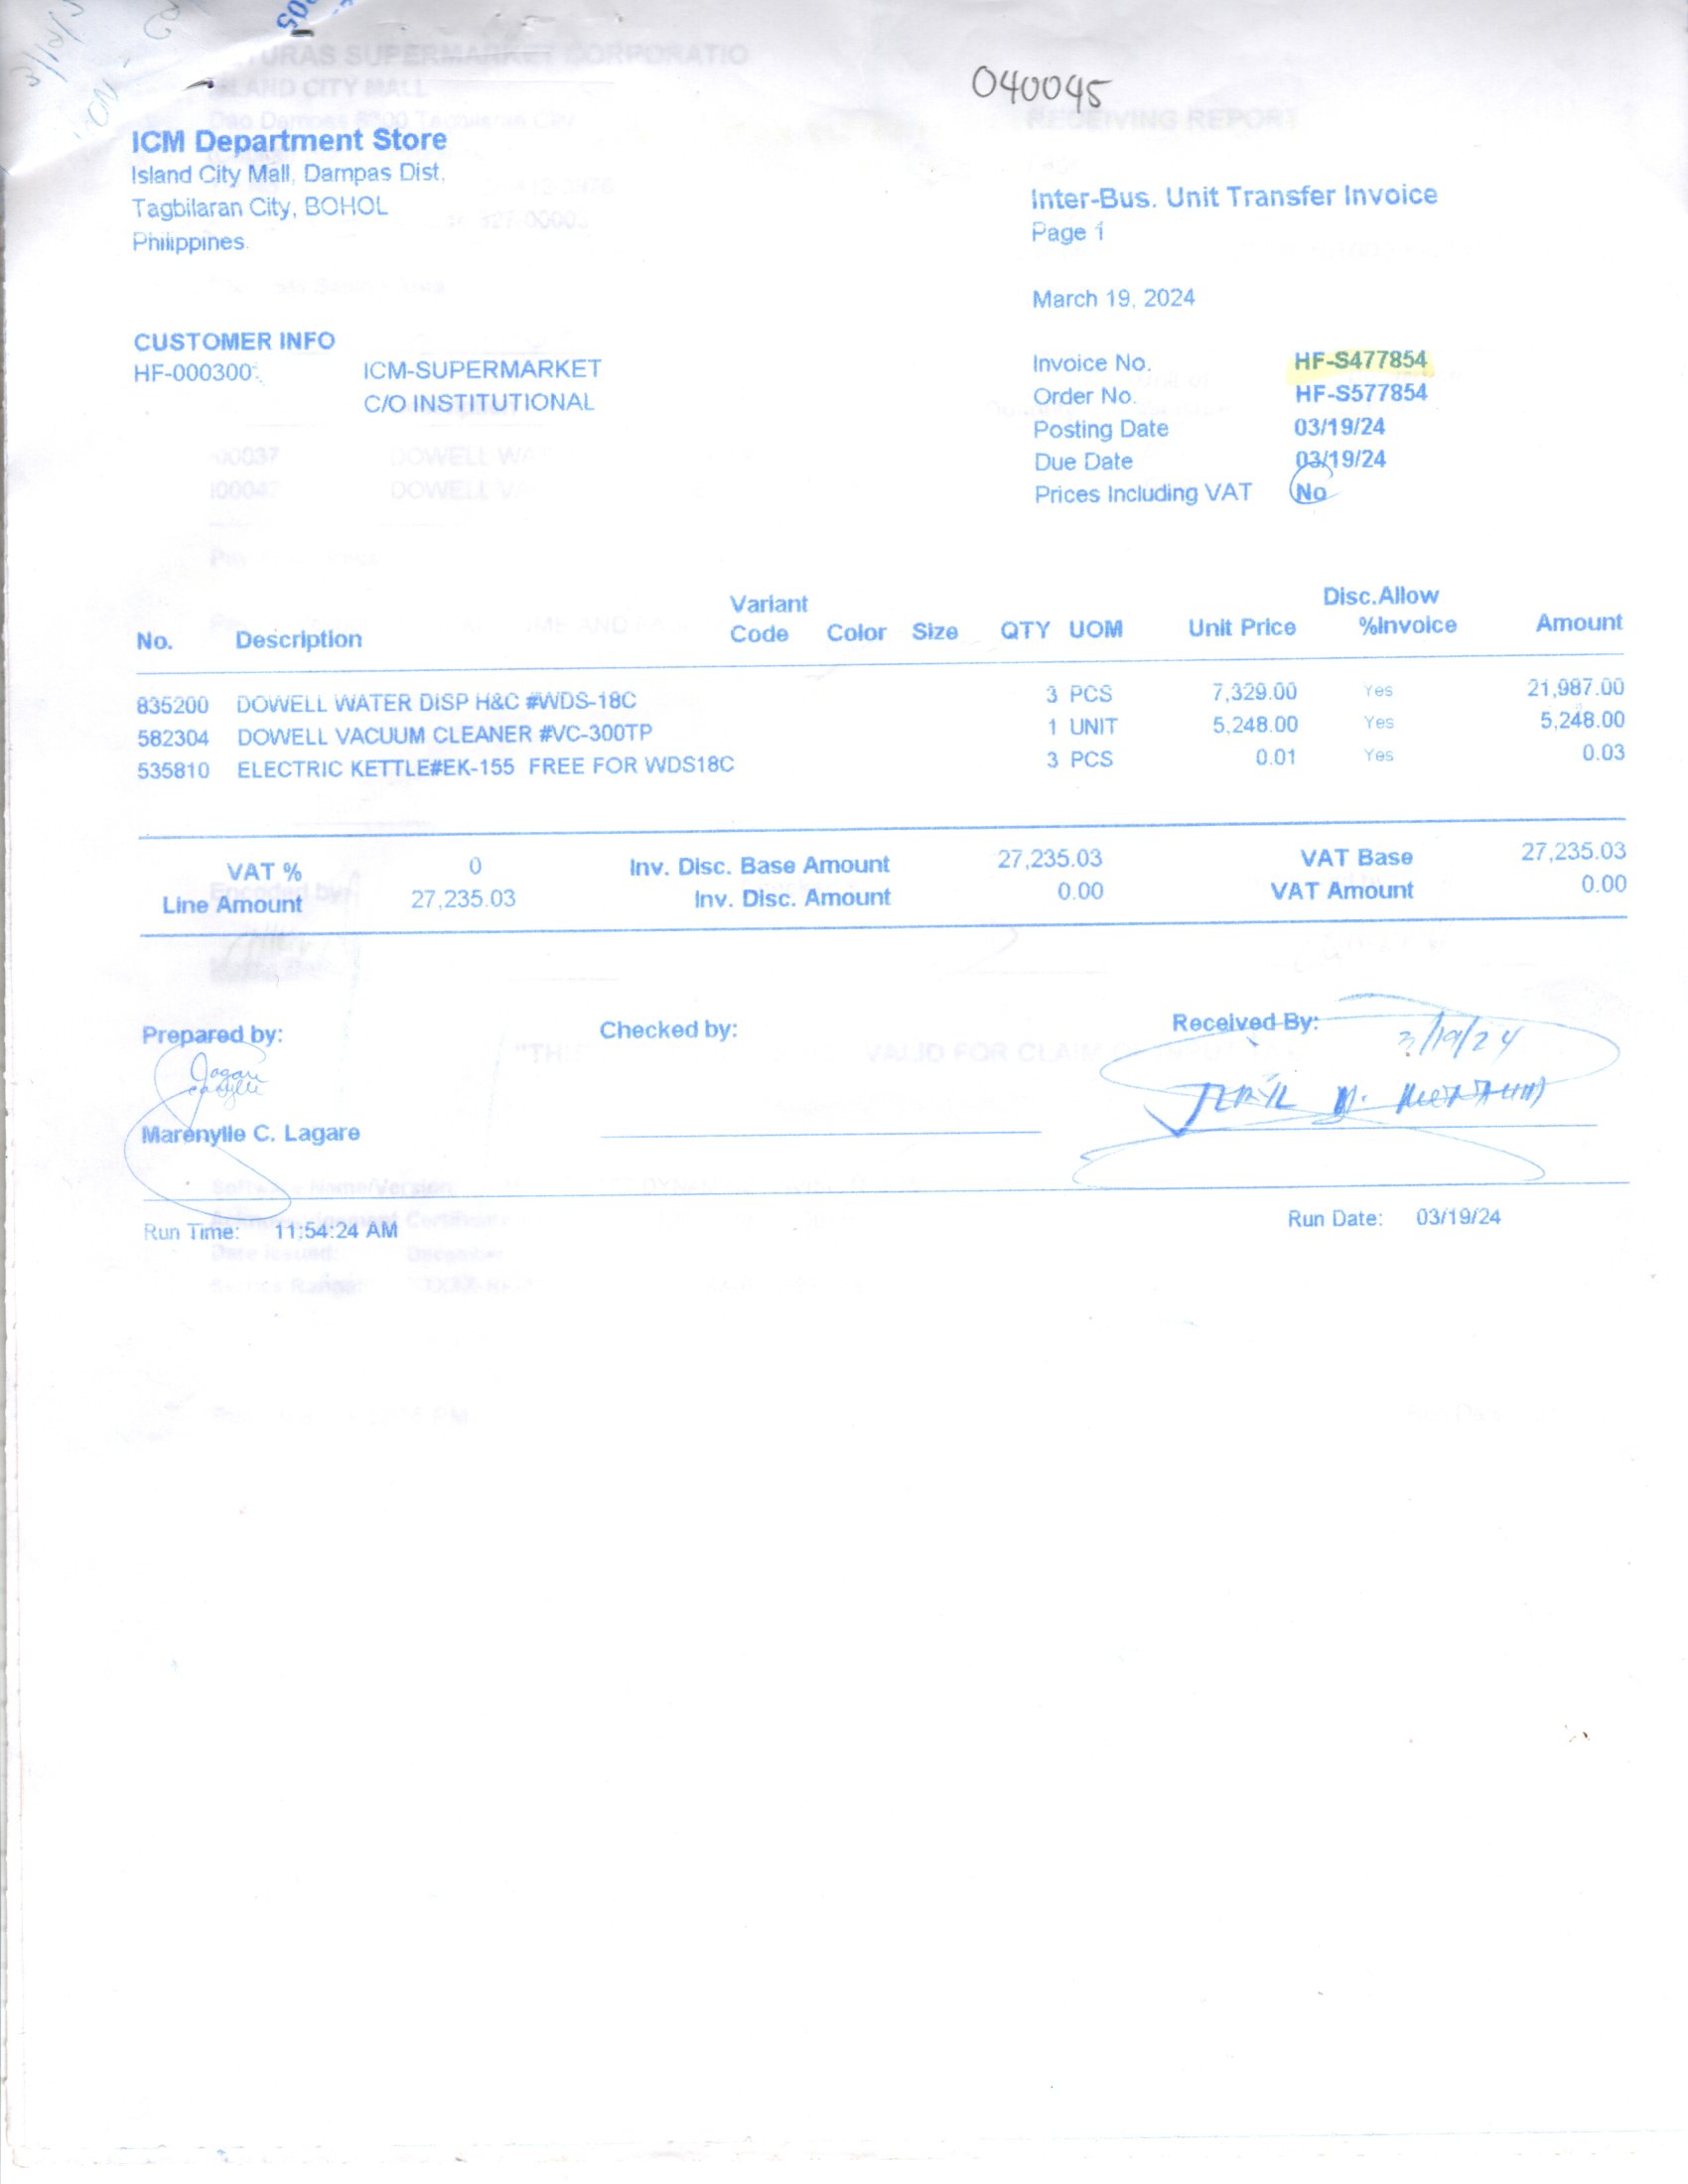 040045
ICM Department Store
Island City Mall, Dampas Dist,
Tagbilaran City, BOHOL
Philippines
Inter-Bus. Unit Transfer Invoice
Page 1
March 19, 2024
CUSTOMER INFO
HF-000300 ICM-SUPERMARKET
C/O INSTITUTIONAL
Invoice No. HF-S477854
Order No. HF-S577854
Posting Date 03/19/24
Due Date 03/19/24
Prices Including VAT No
No. Description Variant Code Color Size QTY UOM Unit Price Disc.Allow %Invoice Amount
835200 DOWELL WATER DISP H&C #WDS-18C 3 PCS 7,329.00 Yes 21,987.00
582304 DOWELL VACUUM CLEANER #VC-300TP 1 UNIT 5,248.00 Yes 5,248.00
535810 ELECTRIC KETTLE#EK-155 FREE FOR WDS18C 3 PCS 0.01 Yes 0.03
VAT % 0 Inv. Disc. Base Amount 27,235.03 VAT Base 27,235.03
Line Amount 27,235.03 Inv. Disc. Amount 0.00 VAT Amount 0.00
Prepared by: Checked by: Received By:
3/19/24
Marenylle C. Lagare
Run Time: 11:54:24 AM Run Date: 03/19/24